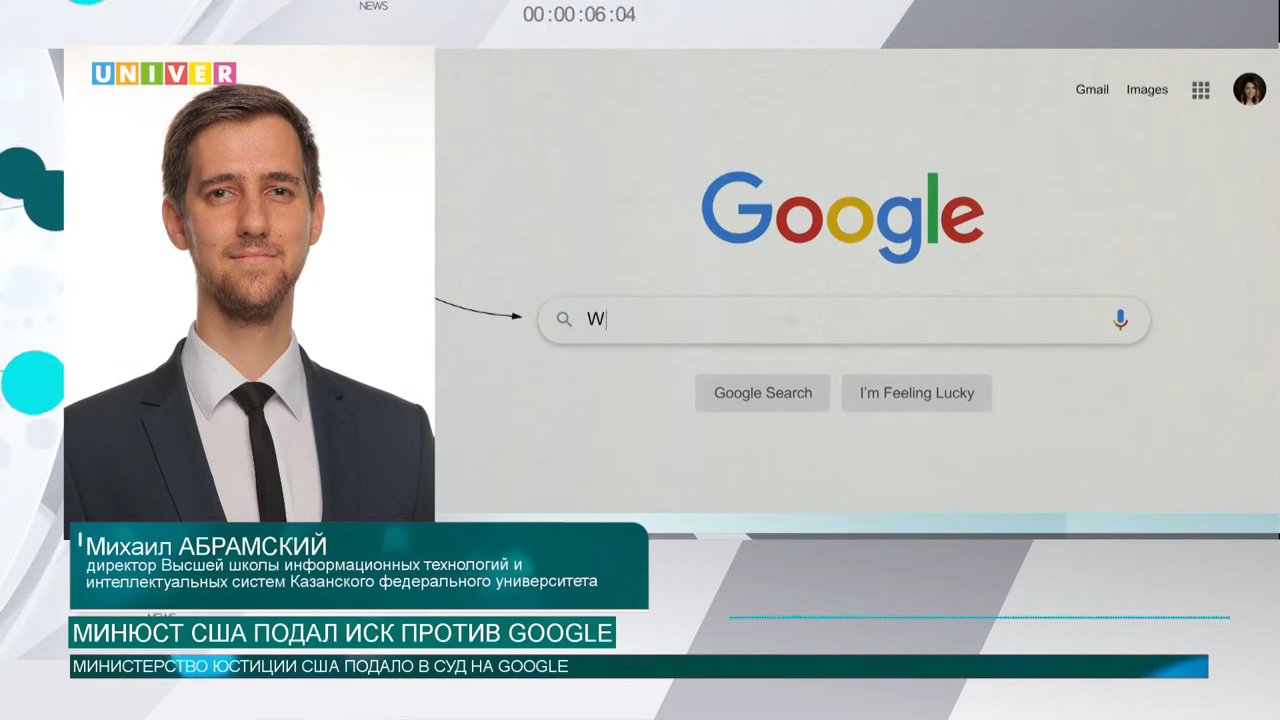 NEWS
00:00:06:04
UNIVER
Gmail Images
Google
W
Google Search I'm Feeling Lucky
Михаил АБРАМСКИЙ
директор Высшей школы информационных технологий и
интеллектуальных систем Казанского федерального университета
МИНЮСТ США ПОДАЛ ИСК ПРОТИВ GOOGLE
МИНИСТЕРСТВО ЮСТИЦИИ США ПОДАЛО В СУД НА GOOGLE